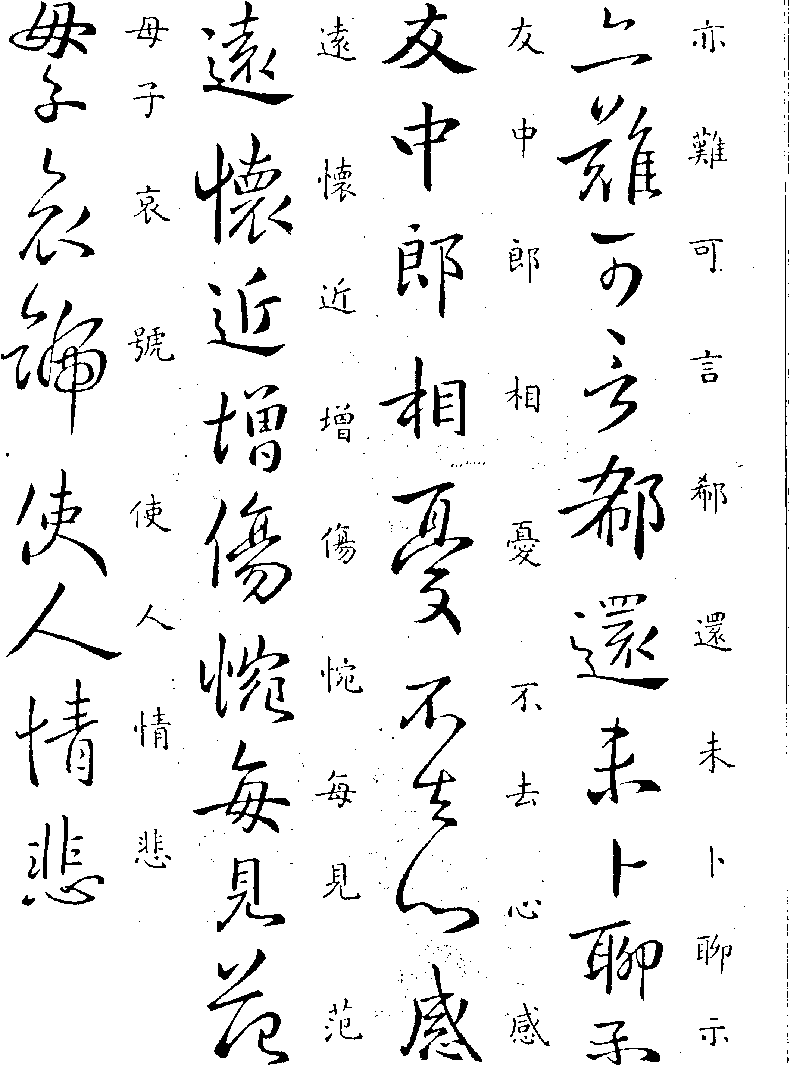 亦難可言郗還未卜聊示
亦難可言郗還未卜聊示
友中郎相憂不去心感
友中郎相憂不去心感
遠懷近增傷惋每見范
遠懷近增傷惋每見范
母子哀號使人情悲
母子哀號使人情悲